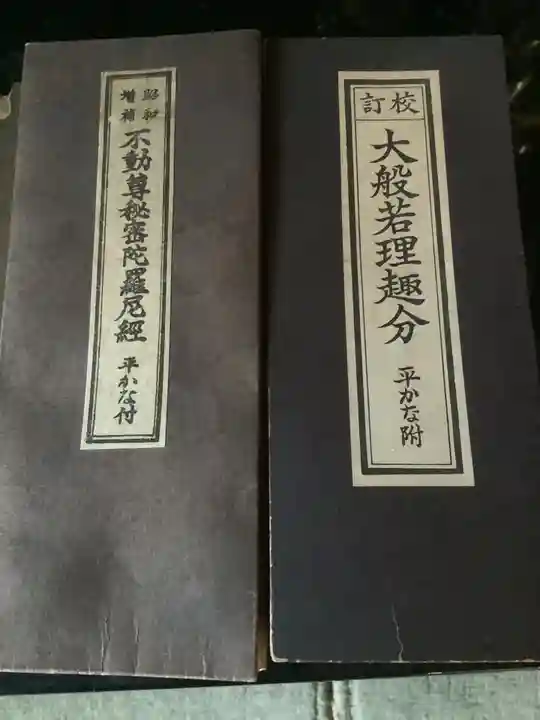 昭和
増補
不動尊秘密陀羅尼経
平かな付
校訂
大般若理趣分
平かな附